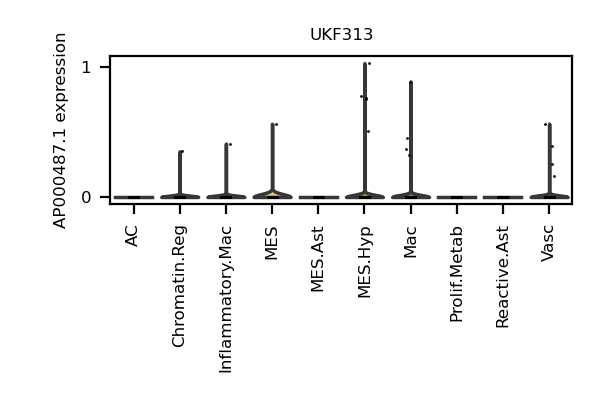 UKF313
AP000487.1 expression
1
0
AC
Chromatin.Reg
Inflammatory.Mac
MES
MES.Ast
MES.Hyp
Mac
Prolif.Metab
Reactive.Ast
Vasc